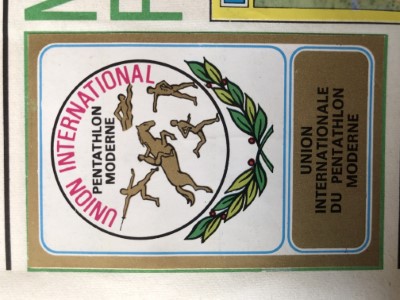 UNION INTERNATIONAL
PENTATHLON
MODERNE
UNION
INTERNATIONALE
DU PENTATHLON
MODERNE